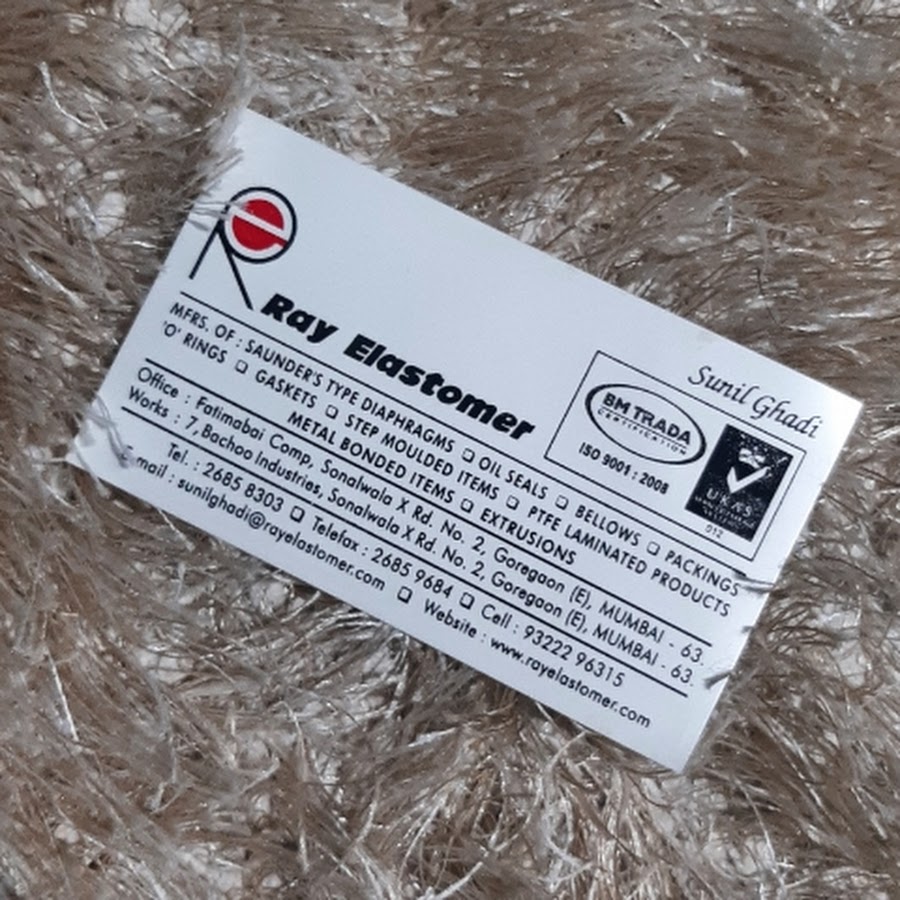 Sunil Ghadi
Ray Elastomer
BM TRADA
CERTIFICATION
ISO 9001 : 2008
UKAS
012
MFRS. OF : SAUNDER'S TYPE DIAPHRAGMS ❑ OIL SEALS ❑ BELLOWS ❑ PACKINGS
'O' RINGS ❑ GASKETS ❑ STEP MOULDED ITEMS ❑ PTFE LAMINATED PRODUCTS
METAL BONDED ITEMS ❑ EXTRUSIONS
Office : Fatimabai Comp, Sonalwala X Rd. No. 2, Goregaon (E), MUMBAI - 63.
Works : 7, Bachoo Industries, Sonalwala X Rd. No. 2, Goregaon (E), MUMBAI - 63.
Tel. : 2685 8303 ❑ Telefax : 2685 9684 ❑ Cell : 93222 96315
E-mail : sunilghadi@rayelastomer.com ❑ Website : www.rayelastomer.com